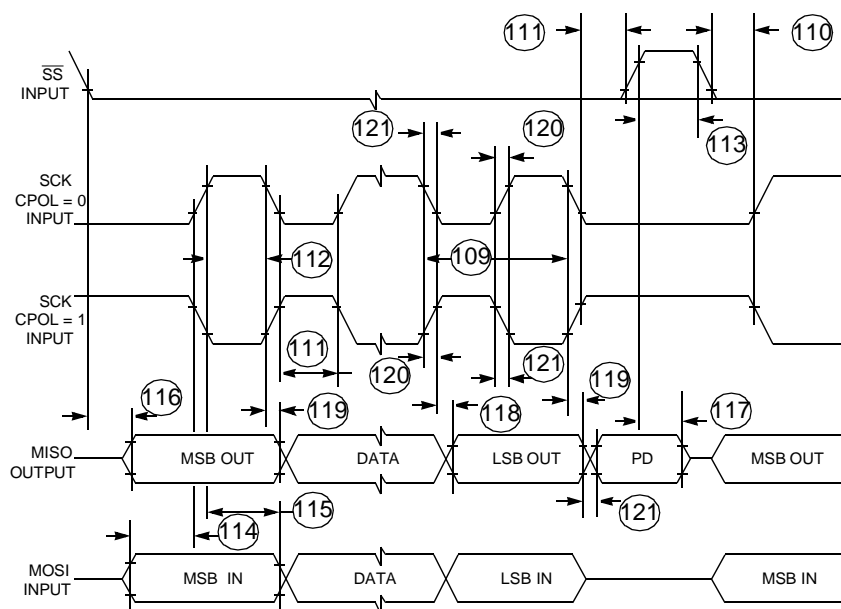 111
110
SS
INPUT
121
120
113
SCK
CPOL = 0
INPUT
112
109
SCK
CPOL = 1
INPUT
111
120
121
116
119
118
119
117
MISO
OUTPUT
MSB OUT
DATA
LSB OUT
PD
MSB OUT
114
115
121
MOSI
INPUT
MSB IN
DATA
LSB IN
MSB IN